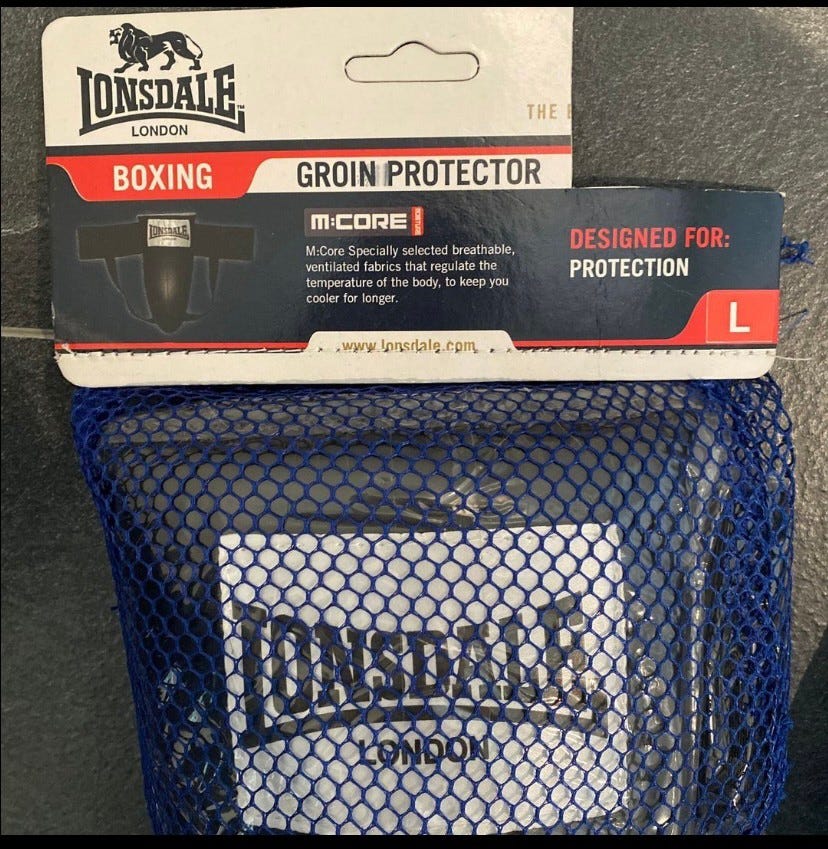 LONSDALE™
LONDON
THE
BOXING
GROIN PROTECTOR
LONSDALE
M:CORE
M:Core Specially selected breathable,
ventilated fabrics that regulate the
temperature of the body, to keep you
cooler for longer.
DESIGNED FOR:
PROTECTION
L
www.lonsdale.com
LONSDALE
LONDON